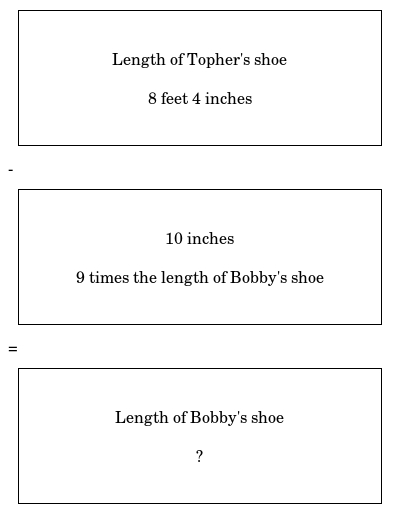 Length of Topher's shoe
8 feet 4 inches
-
10 inches
9 times the length of Bobby's shoe
=
Length of Bobby's shoe
?